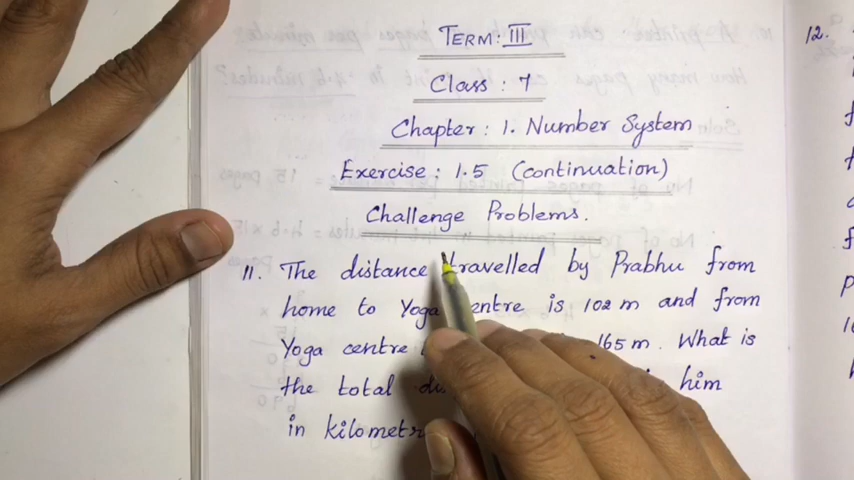 TERM: III
Class: 7
Chapter: 1. Number System
Exercise: 1.5 (continuation)
Challenge Problems.
11. The distance travelled by Prabhu from
home to Yoga centre is 102 m and from
Yoga centre 165 m. What is
the total him
in
12.